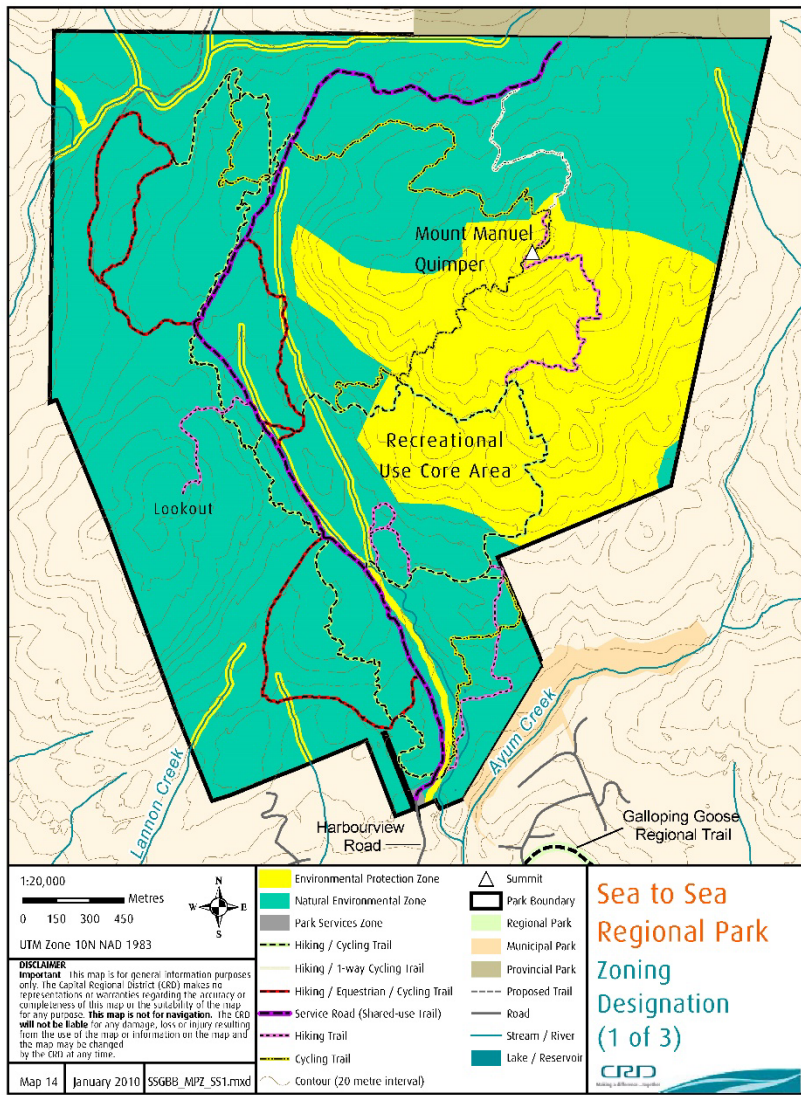 Mount Manuel
Quimper
Recreational
Use Core Area
Lookout
Lannon Creek
Ayum Creek
Harbourview
Road
Galloping Goose
Regional Trail
1:20,000
Metres
0 150 300 450
UTM Zone 10N NAD 1983
N
W E
S
DISCLAIMER
Important This map is for general information purposes
only. The Capital Regional District (CRD) makes no
representations or warranties regarding the accuracy or
completeness of this map or the suitability of the map
for any purpose. This map is not for navigation. The CRD
will not be liable for any damage, loss or injury resulting
from the use of the map or information on the map and
the map may be changed
by the CRD at any time.
Map 14 January 2010 SSGBB_MPZ_SS1.mxd
Environmental Protection Zone
Natural Environmental Zone
Park Services Zone
Hiking / Cycling Trail
Hiking / 1-way Cycling Trail
Hiking / Equestrian / Cycling Trail
Service Road (Shared-use Trail)
Hiking Trail
Cycling Trail
Contour (20 metre interval)
Summit
Park Boundary
Regional Park
Municipal Park
Provincial Park
Proposed Trail
Road
Stream / River
Lake / Reservoir
Sea to Sea
Regional Park
Zoning
Designation
(1 of 3)
CRD
Making a difference...together